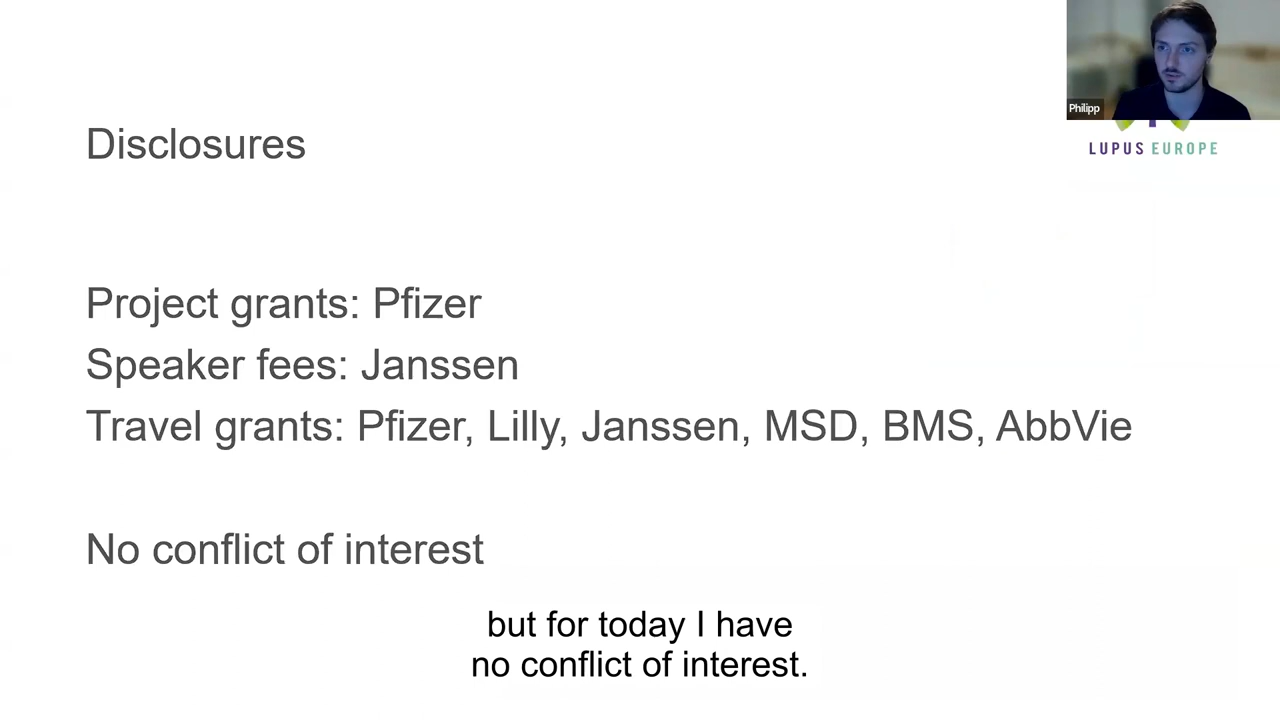 Philipp
LUPUS EUROPE
Disclosures
Project grants: Pfizer
Speaker fees: Janssen
Travel grants: Pfizer, Lilly, Janssen, MSD, BMS, AbbVie
No conflict of interest
but for today I have
no conflict of interest.